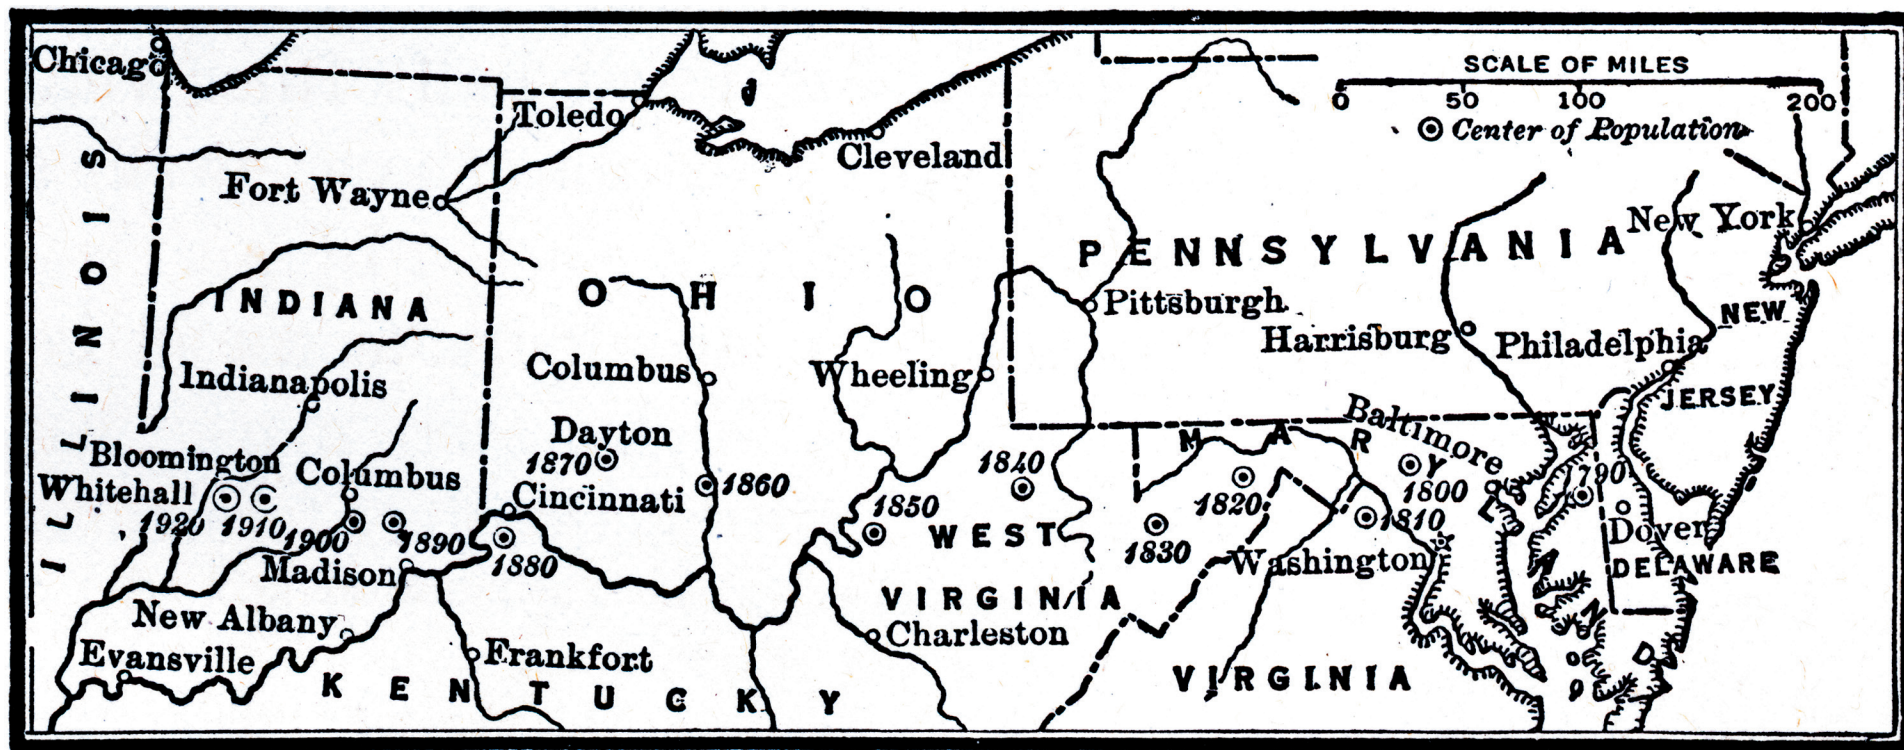 Chicago
SCALE OF MILES
0 50 100 200
Center of Population
Toledo
Cleveland
Fort Wayne
New York
PENNSYLVANIA
ILLINOIS
INDIANA
OHIO
Pittsburgh
NEW
JERSEY
Harrisburg
Philadelphia
Indianapolis
Columbus
Wheeling
Baltimore
MARYLAND
Dayton
1870
1860
1840
Bloomington
Columbus
Whitehall
1920 1910 1900 1890
Cincinnati
1880
1850
1830
1820
1810
1800
790
WEST
VIRGINIA
Washington
Dover
DELAWARE
Madison
New Albany
Evansville
Frankfort
Charleston
KENTUCKY
VIRGINIA